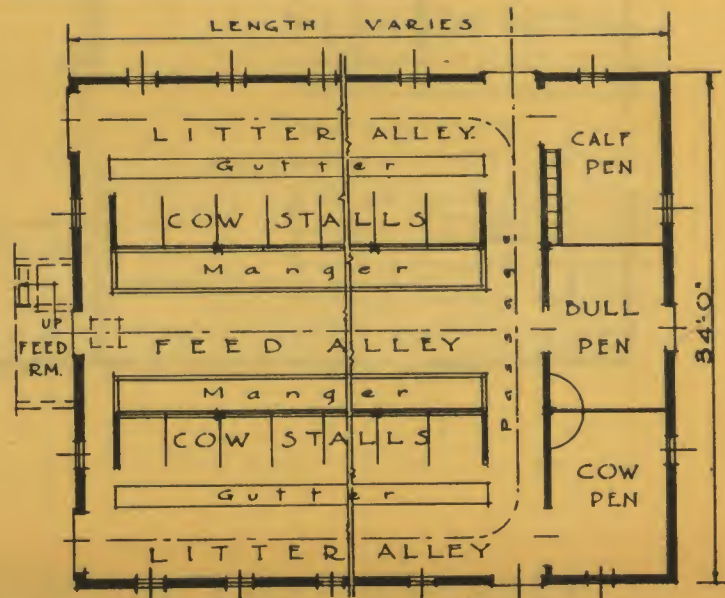 LENGTH VARIES
LITTER ALLEY.
Gutter
CALF
PEN
COW STALLS
Manger
Passage
UP
FEED
RM.
FEED ALLEY
BULL
PEN
34'-0"
Manger
COW STALLS
Gutter
COW
PEN
LITTER ALLEY